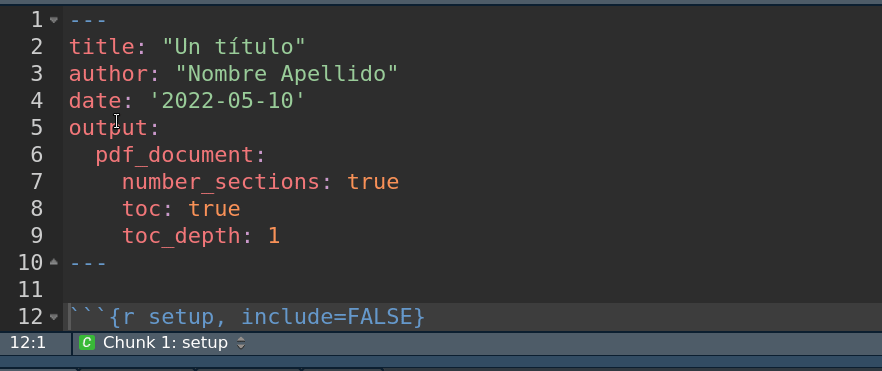 1 ---
2 title: "Un título"
3 author: "Nombre Apellido"
4 date: '2022-05-10'
5 output:
6   pdf_document:
7     number_sections: true
8     toc: true
9     toc_depth: 1
10 ---
11
12 ```{r setup, include=FALSE}
12:1 C Chunk 1: setup